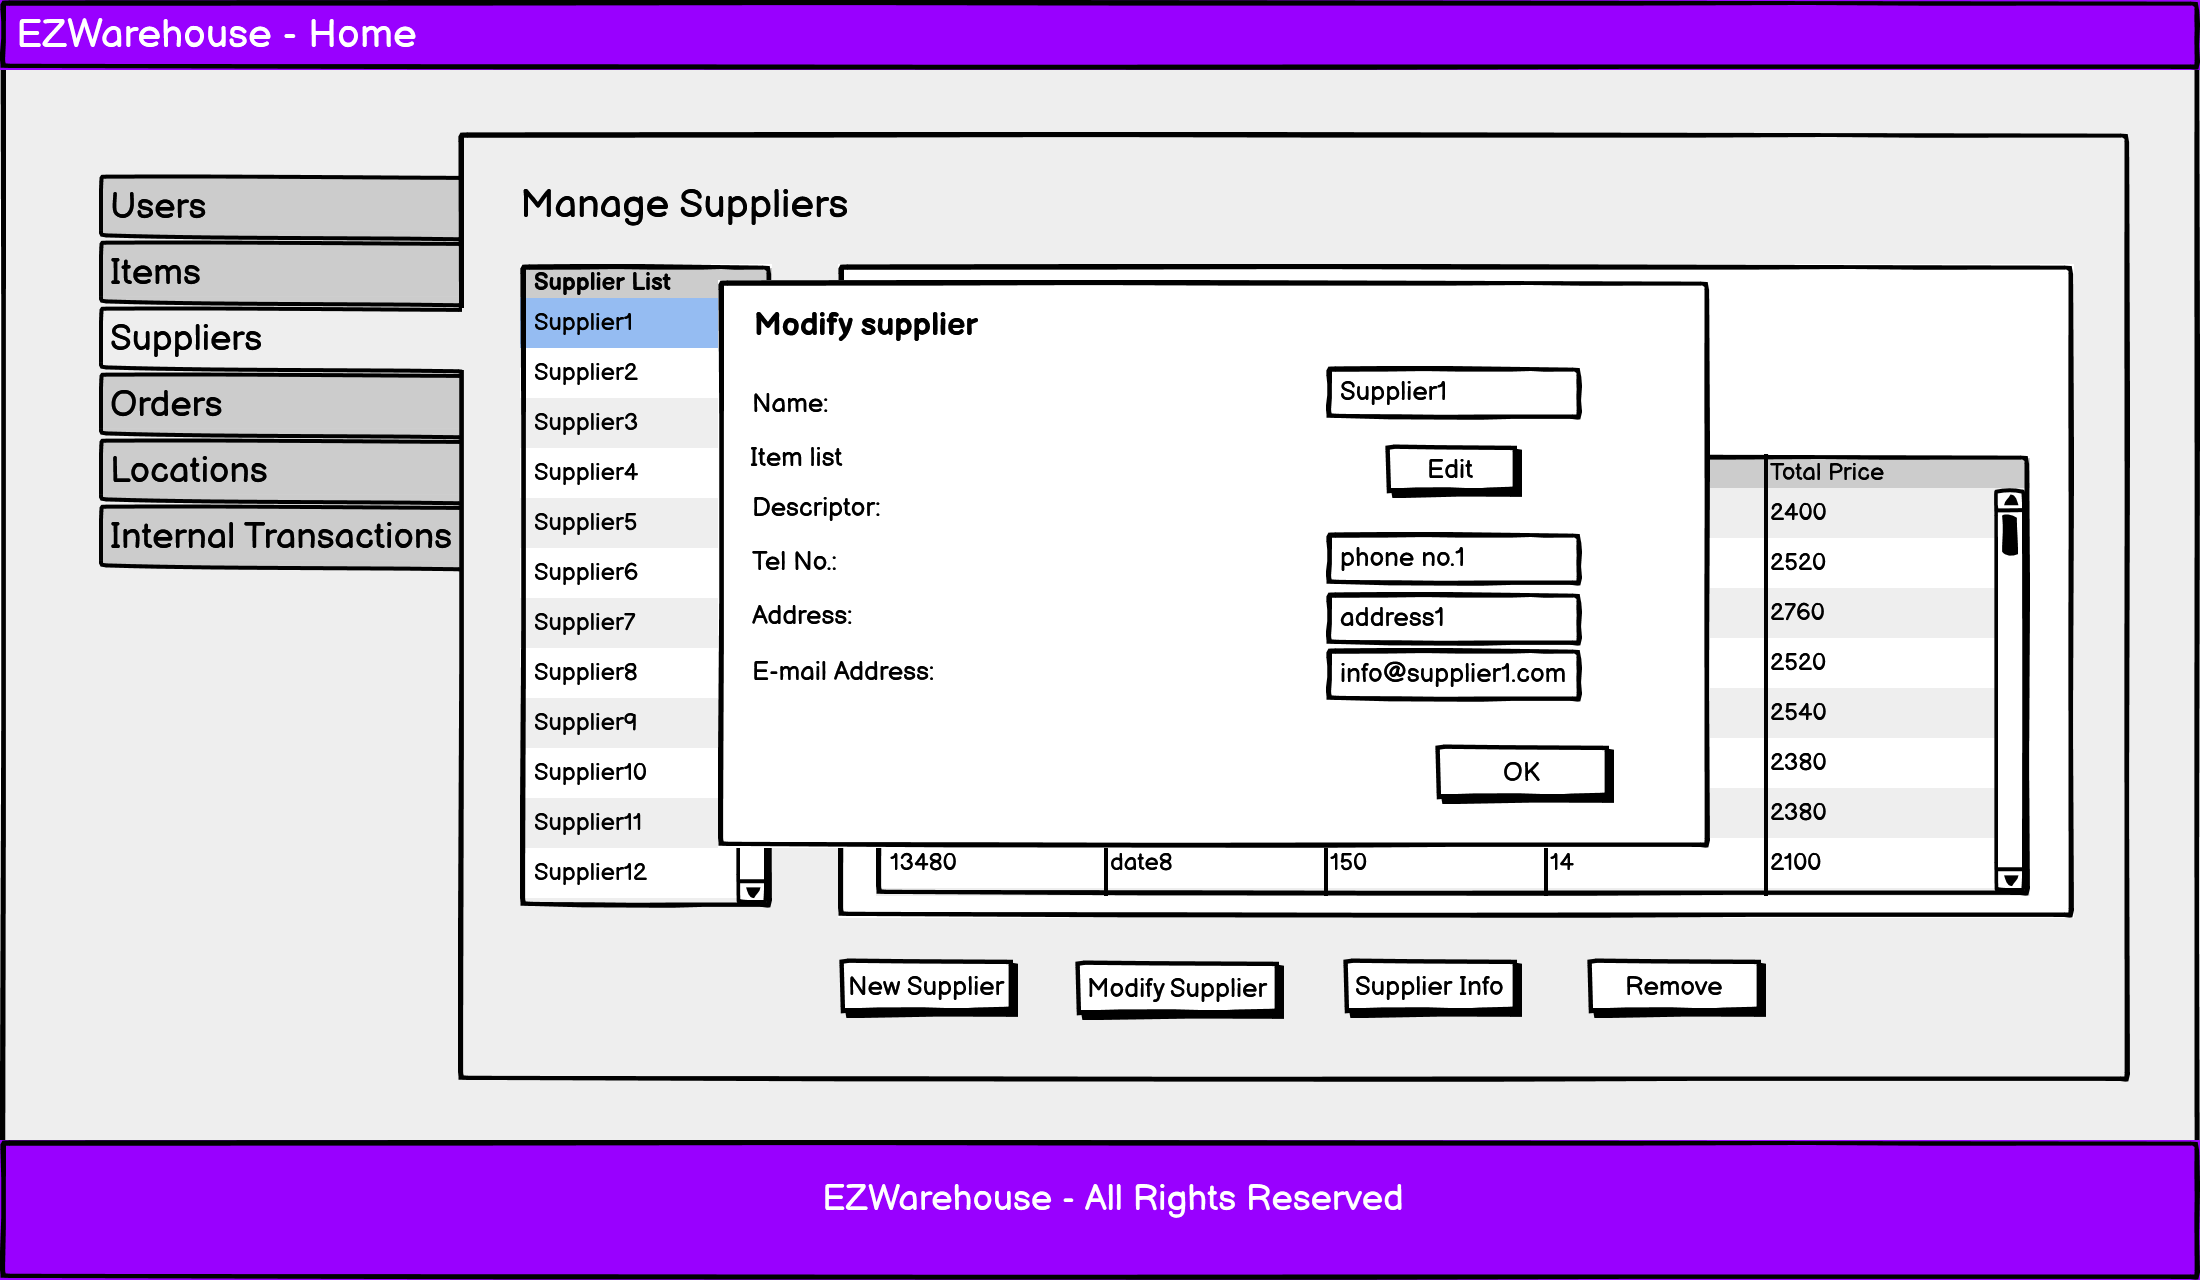 EZWarehouse - Home
Users
Items
Suppliers
Orders
Locations
Internal Transactions
Manage Suppliers
Supplier List
Supplier1
Supplier2
Supplier3
Supplier4
Supplier5
Supplier6
Supplier7
Supplier8
Supplier9
Supplier10
Supplier11
Supplier12
Modify supplier
Name:
Supplier1
Item list
Edit
Descriptor:
Tel No.:
phone no.1
Address:
address1
E-mail Address:
info@supplier1.com
OK
Total Price
2400
2520
2760
2520
2540
2380
2380
13480 date8 150 14 2100
New Supplier Modify Supplier Supplier Info Remove
EZWarehouse - All Rights Reserved